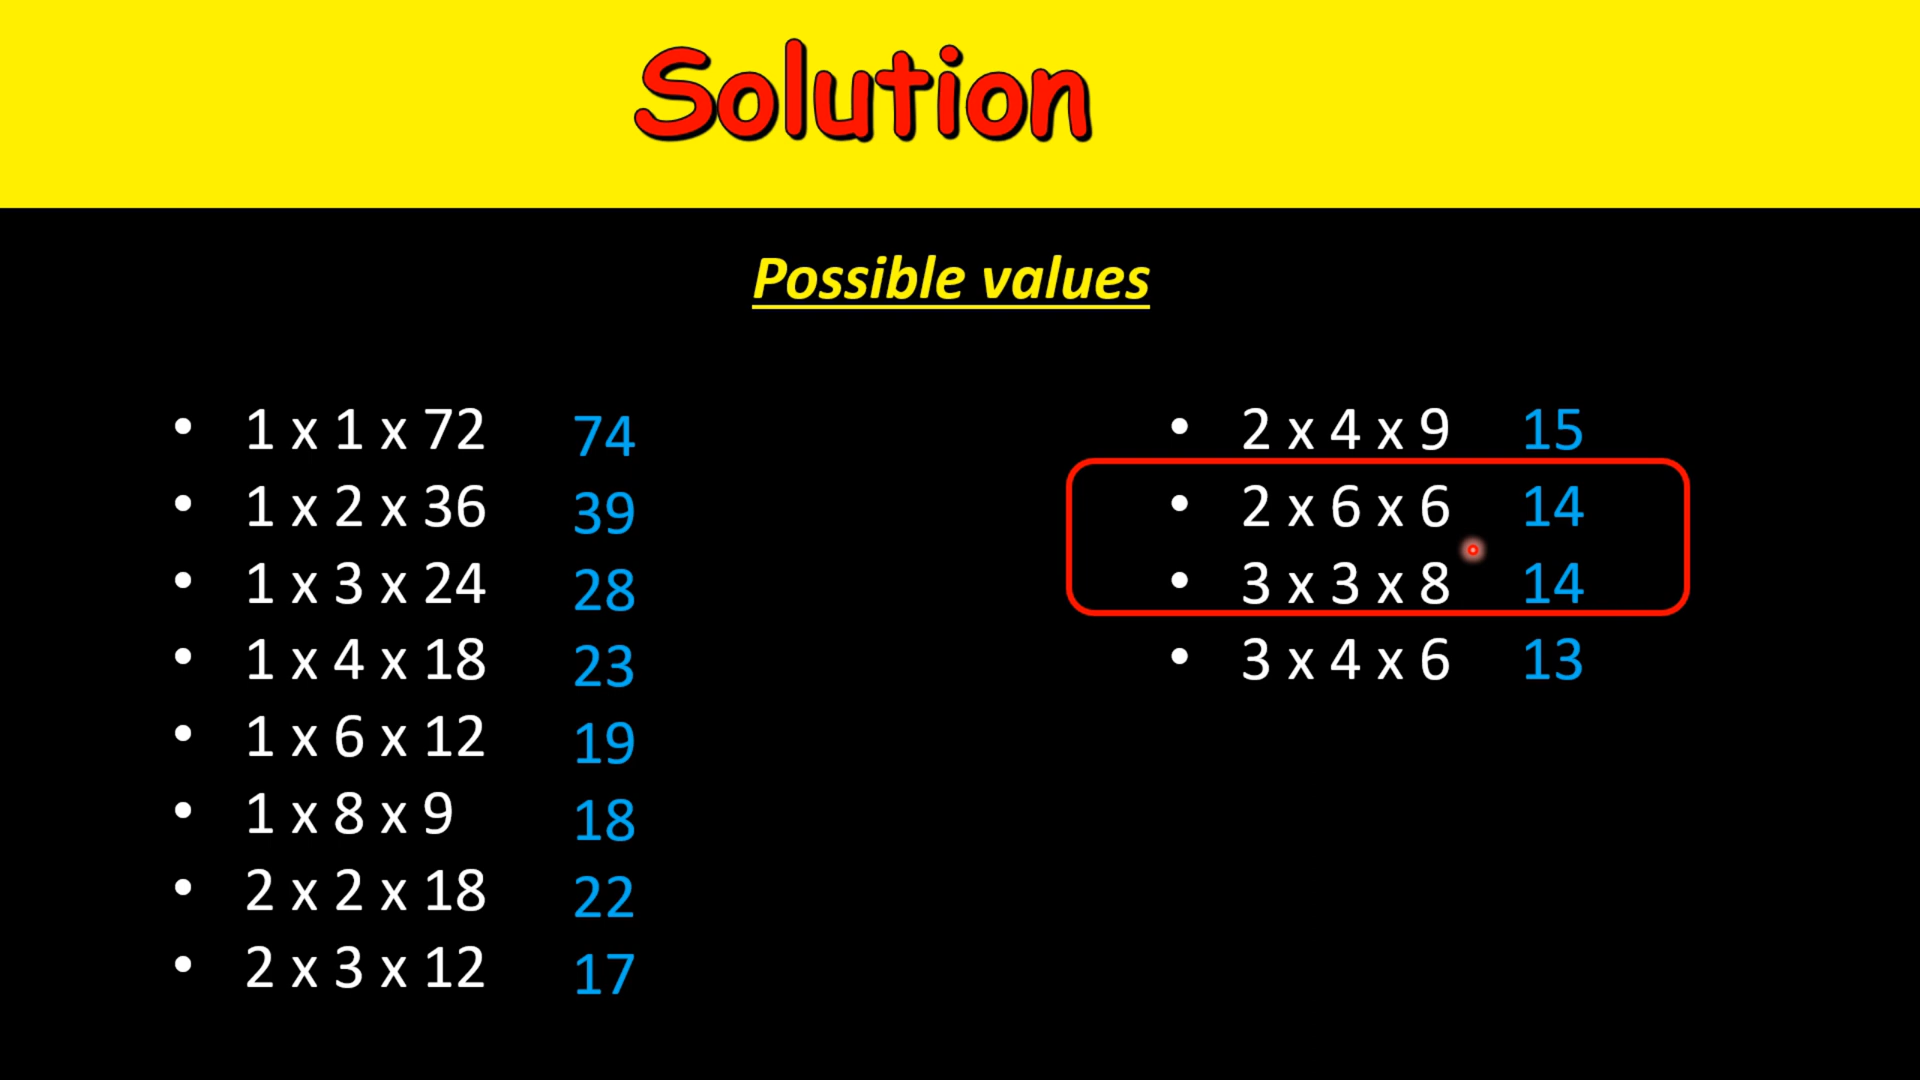 Solution
Possible values
• 1 x 1 x 72 74
• 1 x 2 x 36 39
• 1 x 3 x 24 28
• 1 x 4 x 18 23
• 1 x 6 x 12 19
• 1 x 8 x 9 18
• 2 x 2 x 18 22
• 2 x 3 x 12 17
• 2 x 4 x 9 15
• 2 x 6 x 6 14
• 3 x 3 x 8 14
• 3 x 4 x 6 13